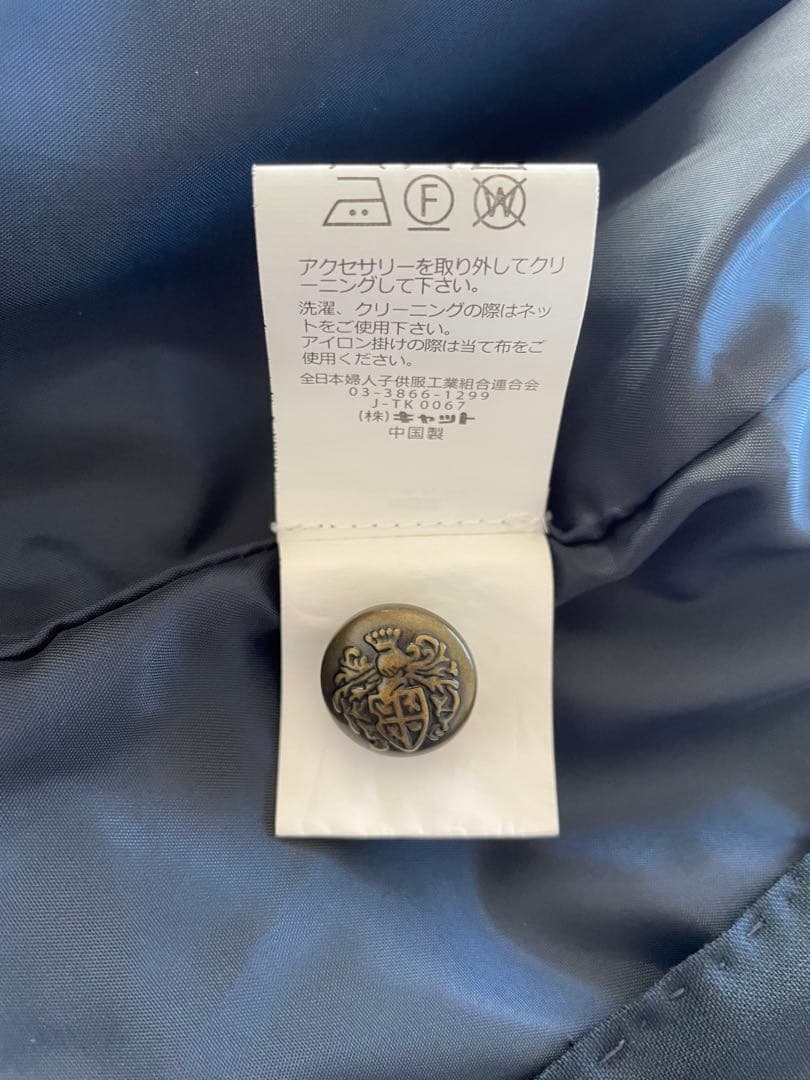 F W
アクセサリーを取り外してクリ
ーニングして下さい。
洗濯、クリーニングの際はネッ
トをご使用下さい。
アイロン掛けの際は当て布をご
使用ください。
全日本婦人子供服工業組合連合会
03-3866-1299
J-TK0067
(株)キャット
中国製